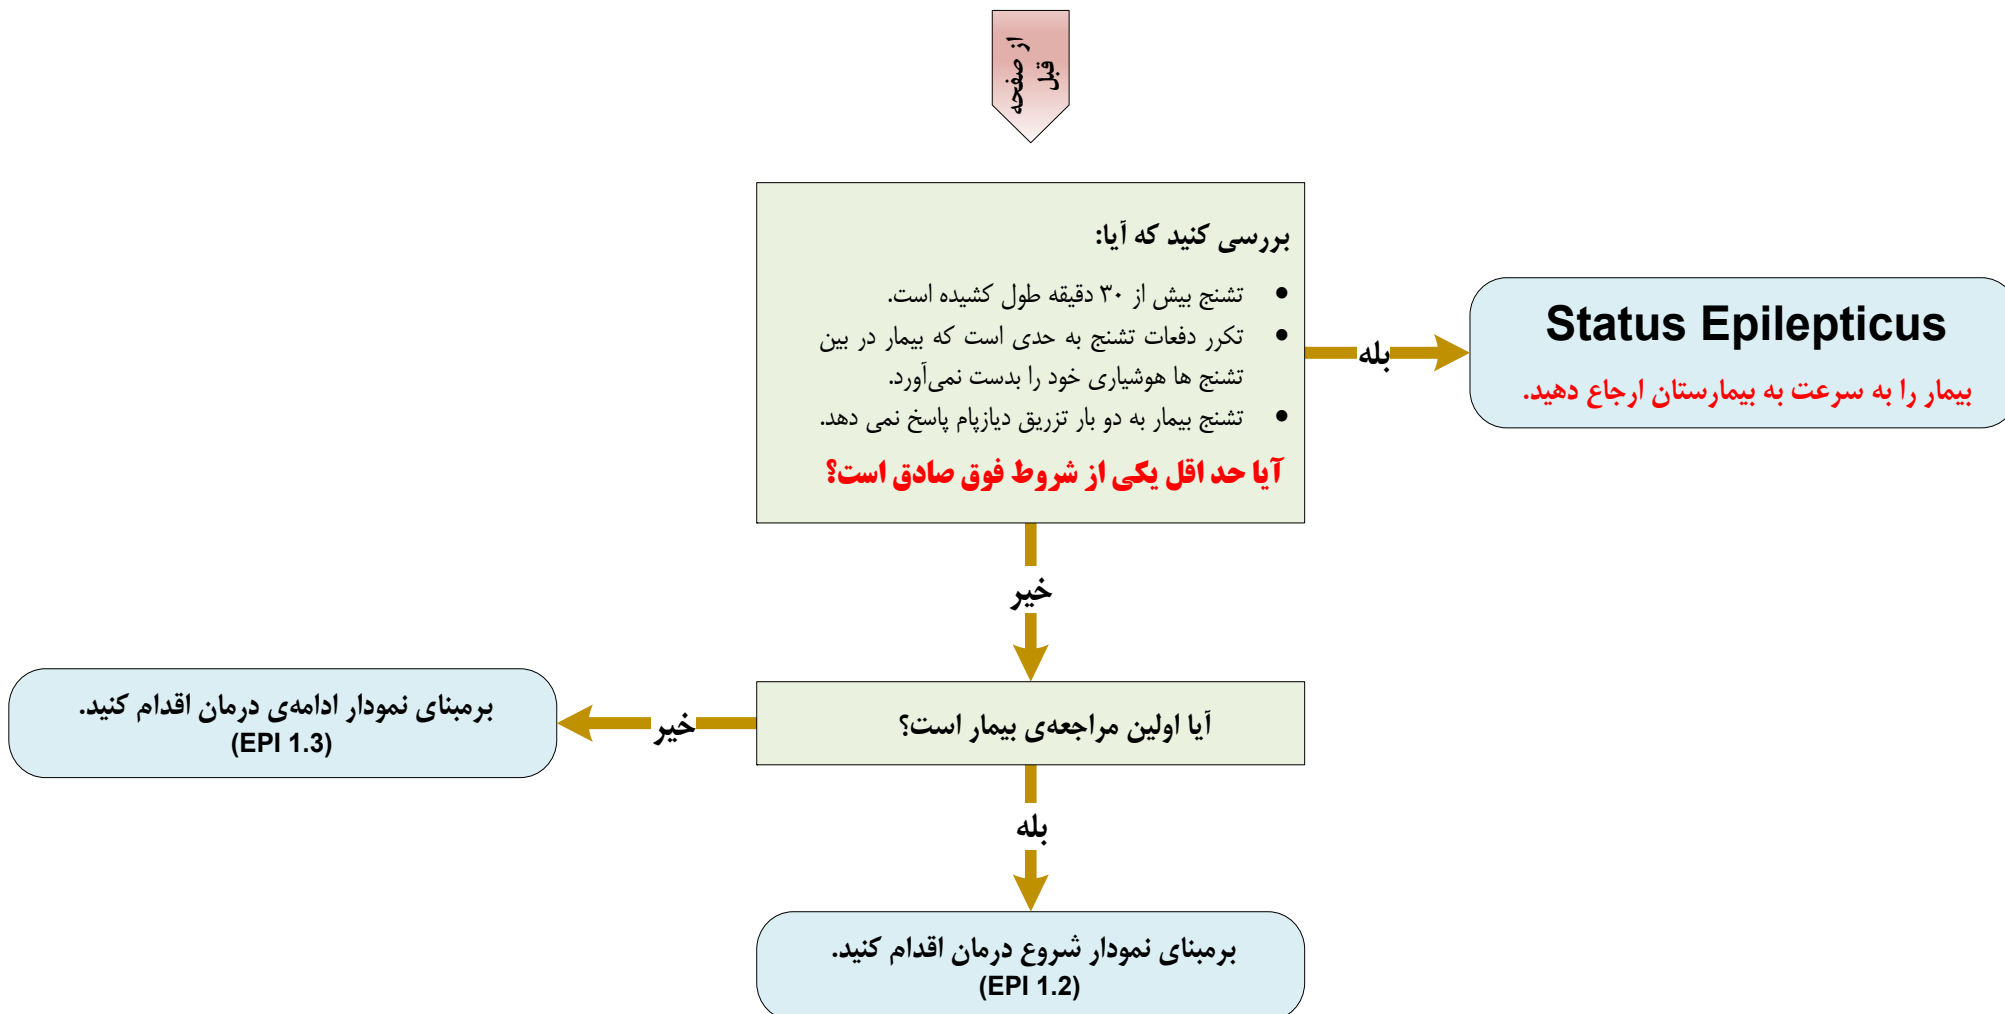 از صفحه
قبل
بررسی کنید که آیا:
• تشنج بیش از ۳۰ دقیقه طول کشیده است.
• تکرر دفعات تشنج به حدی است که بیمار در بین
تشنج ها هوشیاری خود را بدست نمی‌آورد.
• تشنج بیمار به دو بار تزریق دیازپام پاسخ نمی دهد.
آیا حد اقل یکی از شروط فوق صادق است؟
بله
Status Epilepticus
بیمار را به سرعت به بیمارستان ارجاع دهید.
خیر
آیا اولین مراجعه‌ی بیمار است؟
خیر
برمبنای نمودار ادامه‌ی درمان اقدام کنید.
(EPI 1.3)
بله
برمبنای نمودار شروع درمان اقدام کنید.
(EPI 1.2)